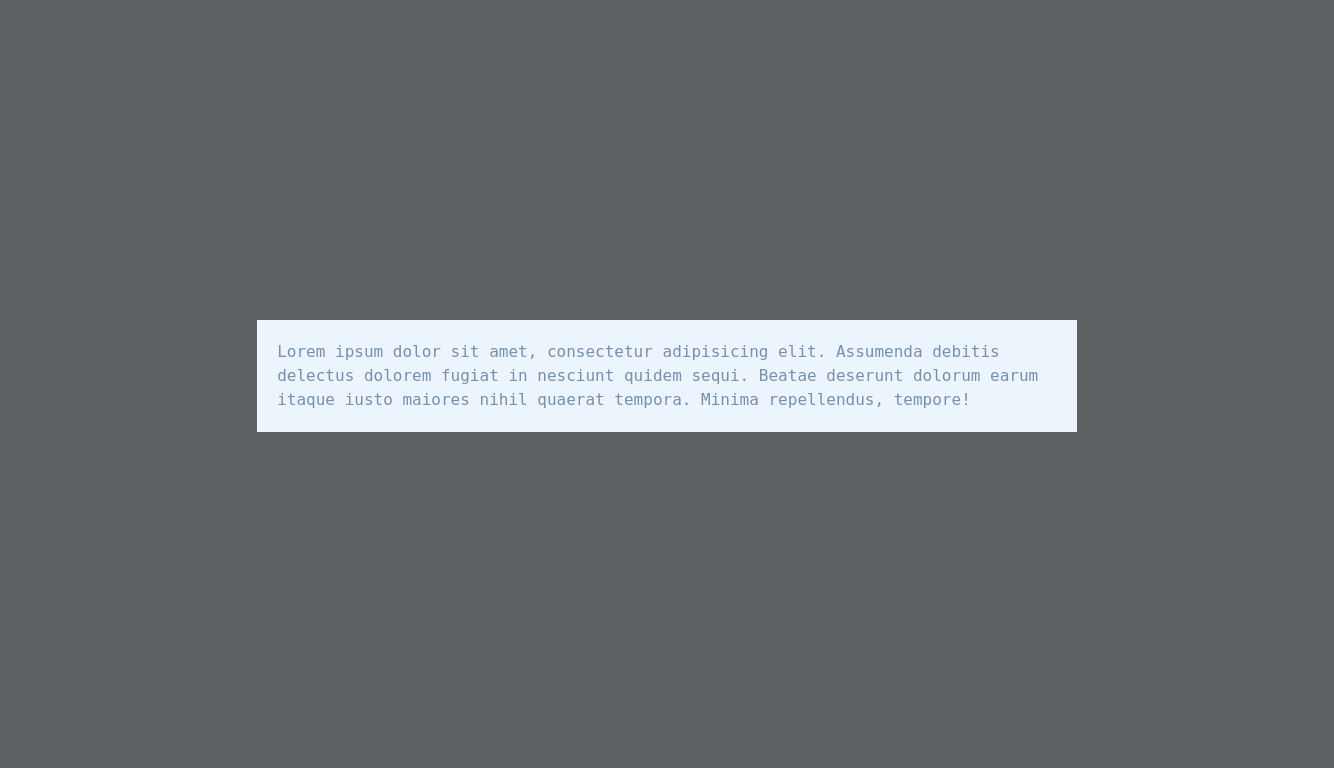 Lorem ipsum dolor sit amet, consectetur adipisicing elit. Assumenda debitis
delectus dolorem fugiat in nesciunt quidem sequi. Beatae deserunt dolorum earum
itaque iusto maiores nihil quaerat tempora. Minima repellendus, tempore!